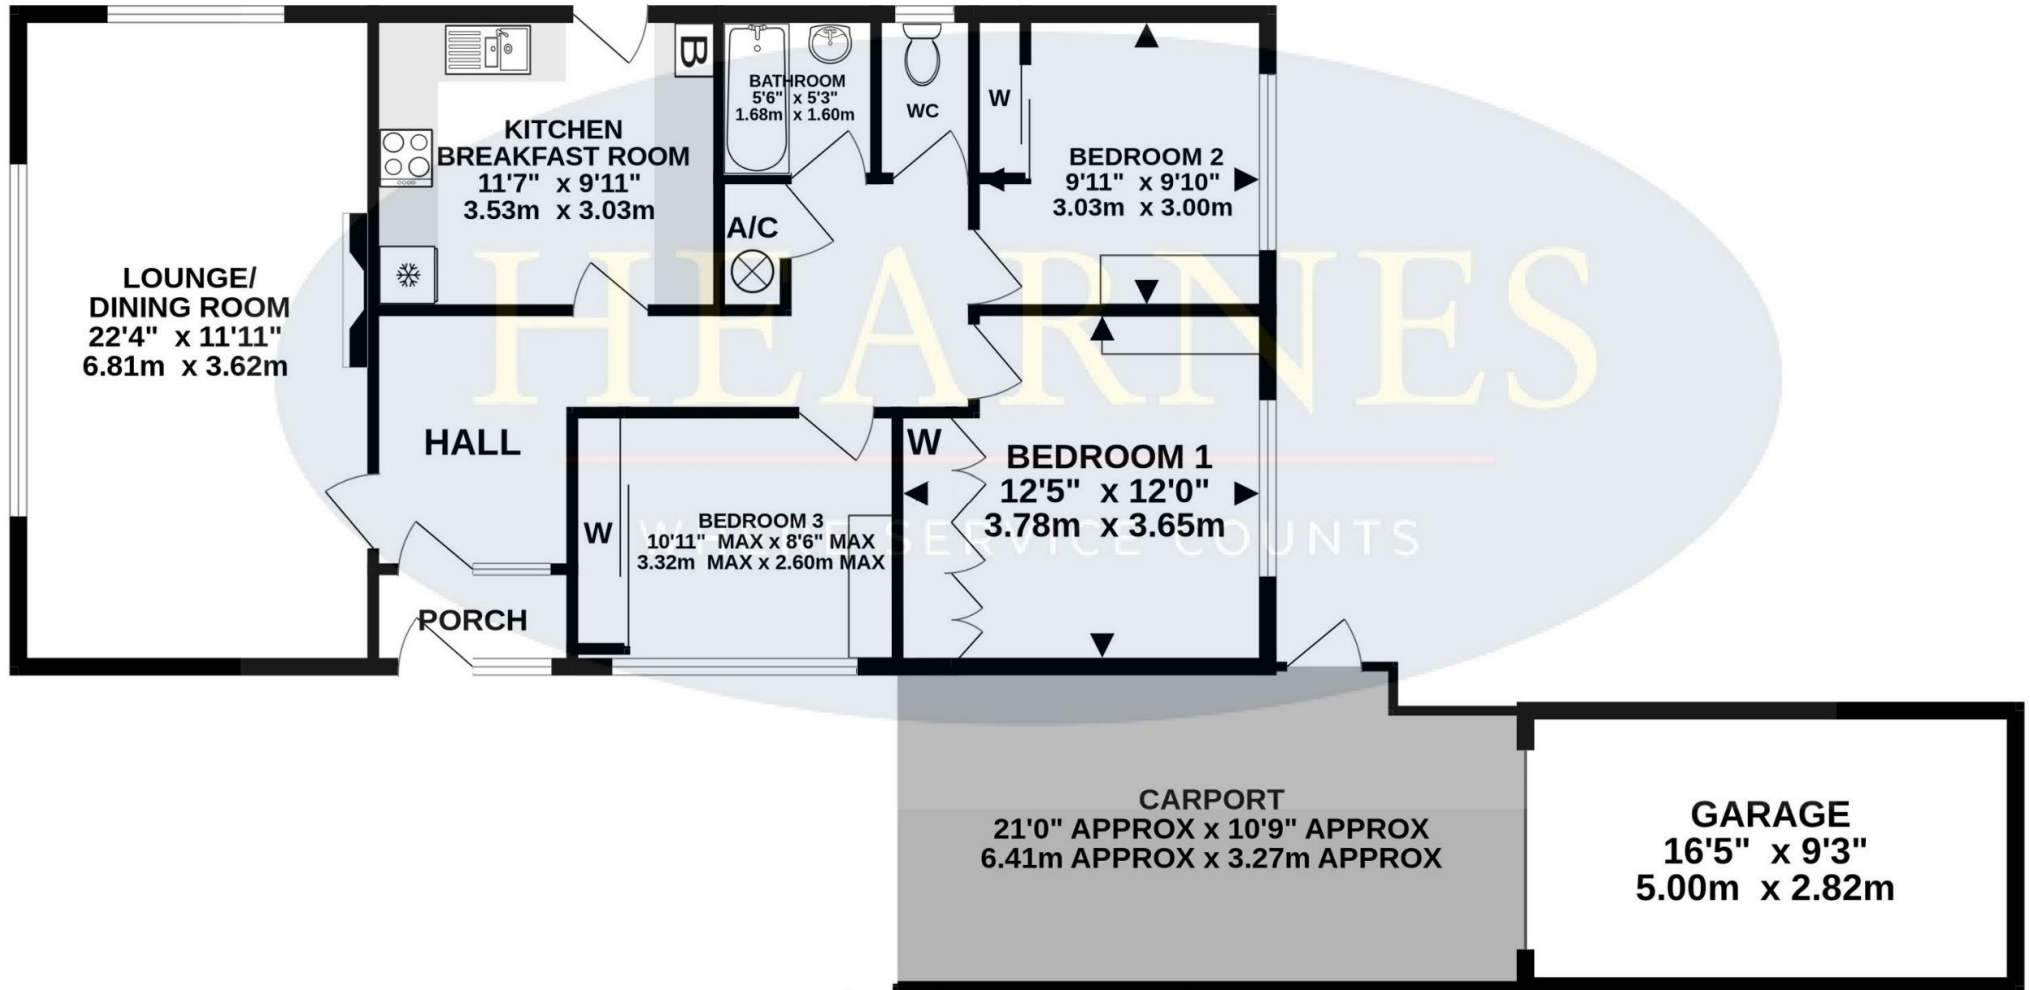 LOUNGE/
DINING ROOM
22'4" x 11'11"
6.81m x 3.62m
KITCHEN
BREAKFAST ROOM
11'7" x 9'11"
3.53m x 3.03m
B
BATHROOM
5'6" x 5'3"
1.68m x 1.60m
WC
W
BEDROOM 2
9'11" x 9'10"
3.03m x 3.00m
A/C
HEARNES
WHERE SERVICE COUNTS
HALL
PORCH
W
BEDROOM 3
10'11" MAX x 8'6" MAX
3.32m MAX x 2.60m MAX
W
BEDROOM 1
12'5" x 12'0"
3.78m x 3.65m
CARPORT
21'0" APPROX x 10'9" APPROX
6.41m APPROX x 3.27m APPROX
GARAGE
16'5" x 9'3"
5.00m x 2.82m